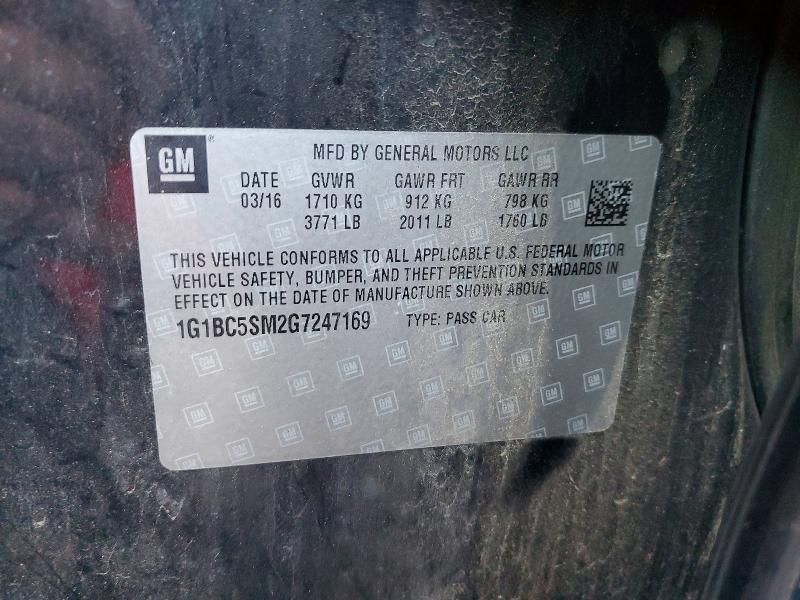 GM® MFD BY GENERAL MOTORS LLC
DATE GVWR GAWR FRT GAWR RR
03/16 1710 KG 912 KG 798 KG
3771 LB 2011 LB 1760 LB
THIS VEHICLE CONFORMS TO ALL APPLICABLE U.S. FEDERAL MOTOR
VEHICLE SAFETY, BUMPER, AND THEFT PREVENTION STANDARDS IN
EFFECT ON THE DATE OF MANUFACTURE SHOWN ABOVE.
1G1BC5SM2G7247169 TYPE: PASS CAR